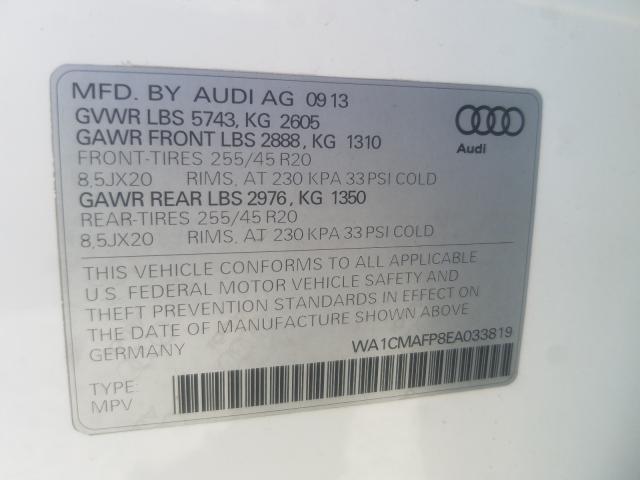 MFD. BY AUDI AG 09 13
GVWR LBS 5743, KG 2605
GAWR FRONT LBS 2888, KG 1310
FRONT-TIRES 255/45 R20
8,5JX20 RIMS, AT 230 KPA 33 PSI COLD
GAWR REAR LBS 2976, KG 1350
REAR-TIRES 255/45 R20
8,5JX20 RIMS, AT 230 KPA 33 PSI COLD
Audi
THIS VEHICLE CONFORMS TO ALL APPLICABLE
U.S. FEDERAL MOTOR VEHICLE SAFETY AND
THEFT PREVENTION STANDARDS IN EFFECT ON
THE DATE OF MANUFACTURE SHOWN ABOVE
GERMANY
WA1CMAFP8EA033819
TYPE:
MPV